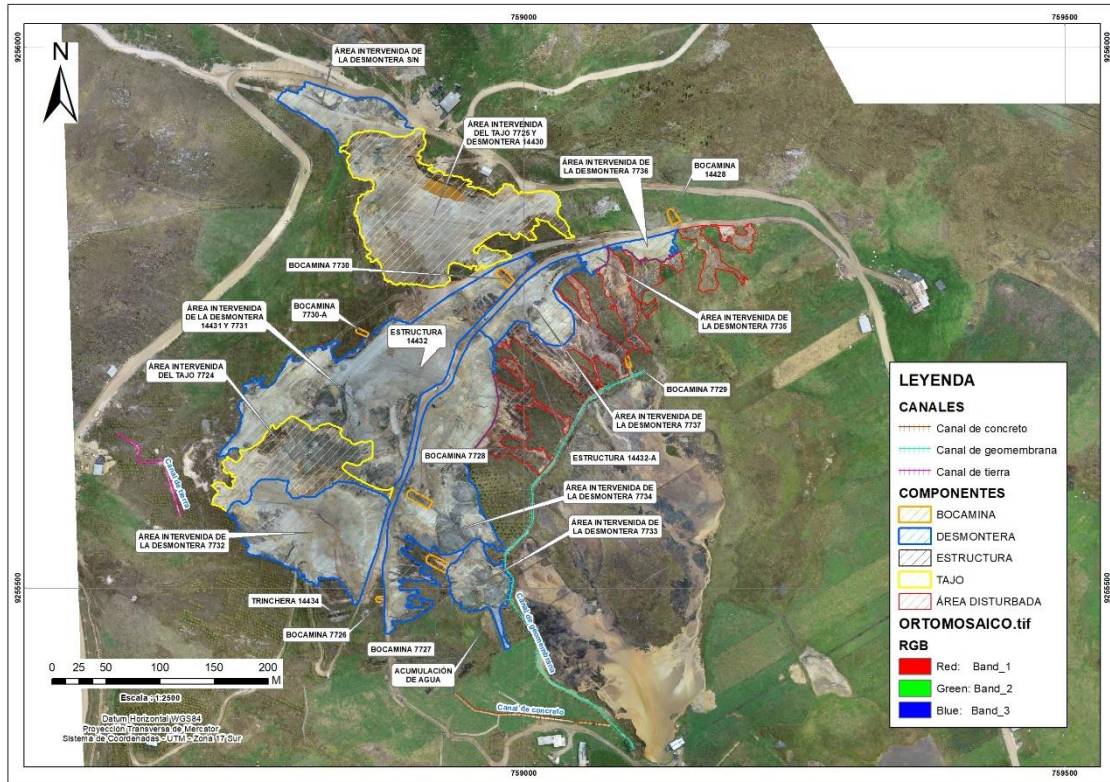 759000
759500
9256000
9256000
N
ÁREA INTERVENIDA DE
LA DESMONTERA S/N
ÁREA INTERVENIDA
DEL TAJO 7725 Y
DESMONTERA 14430
ÁREA INTERVENIDA DE
LA DESMONTERA 7736
BOCAMINA
14428
BOCAMINA 7730
BOCAMINA
7730-A
ÁREA INTERVENIDA
DE LA DESMONTERA
14431 Y 7731
ESTRUCTURA
14432
ÁREA INTERVENIDA DE
LA DESMONTERA 7735
ÁREA INTERVENIDA
DEL TAJO 7724
BOCAMINA 7729
ÁREA INTERVENIDA DE
LA DESMONTERA 7737
BOCAMINA 7728
ESTRUCTURA 14432-A
Canal de tierra
ÁREA INTERVENIDA DE
LA DESMONTERA 7734
ÁREA INTERVENIDA DE
LA DESMONTERA 7733
ÁREA INTERVENIDA DE
LA DESMONTERA 7732
TRINCHERA 14434
BOCAMINA 7726
BOCAMINA 7727
ACUMULACIÓN
DE AGUA
Canal de geomembrana
Canal de concreto
9255500
9255500
0 25 50 100 150 200
M
Escala : 1:2500
Datum Horizontal WGS84
Proyección Transversa de Mercator
Sistema de Coordenadas - UTM - Zona 17 Sur
LEYENDA
CANALES
Canal de concreto
Canal de geomembrana
Canal de tierra
COMPONENTES
BOCAMINA
DESMONTERA
ESTRUCTURA
TAJO
ÁREA DISTURBADA
ORTOMOSAICO.tif
RGB
Red: Band_1
Green: Band_2
Blue: Band_3
759000
759500